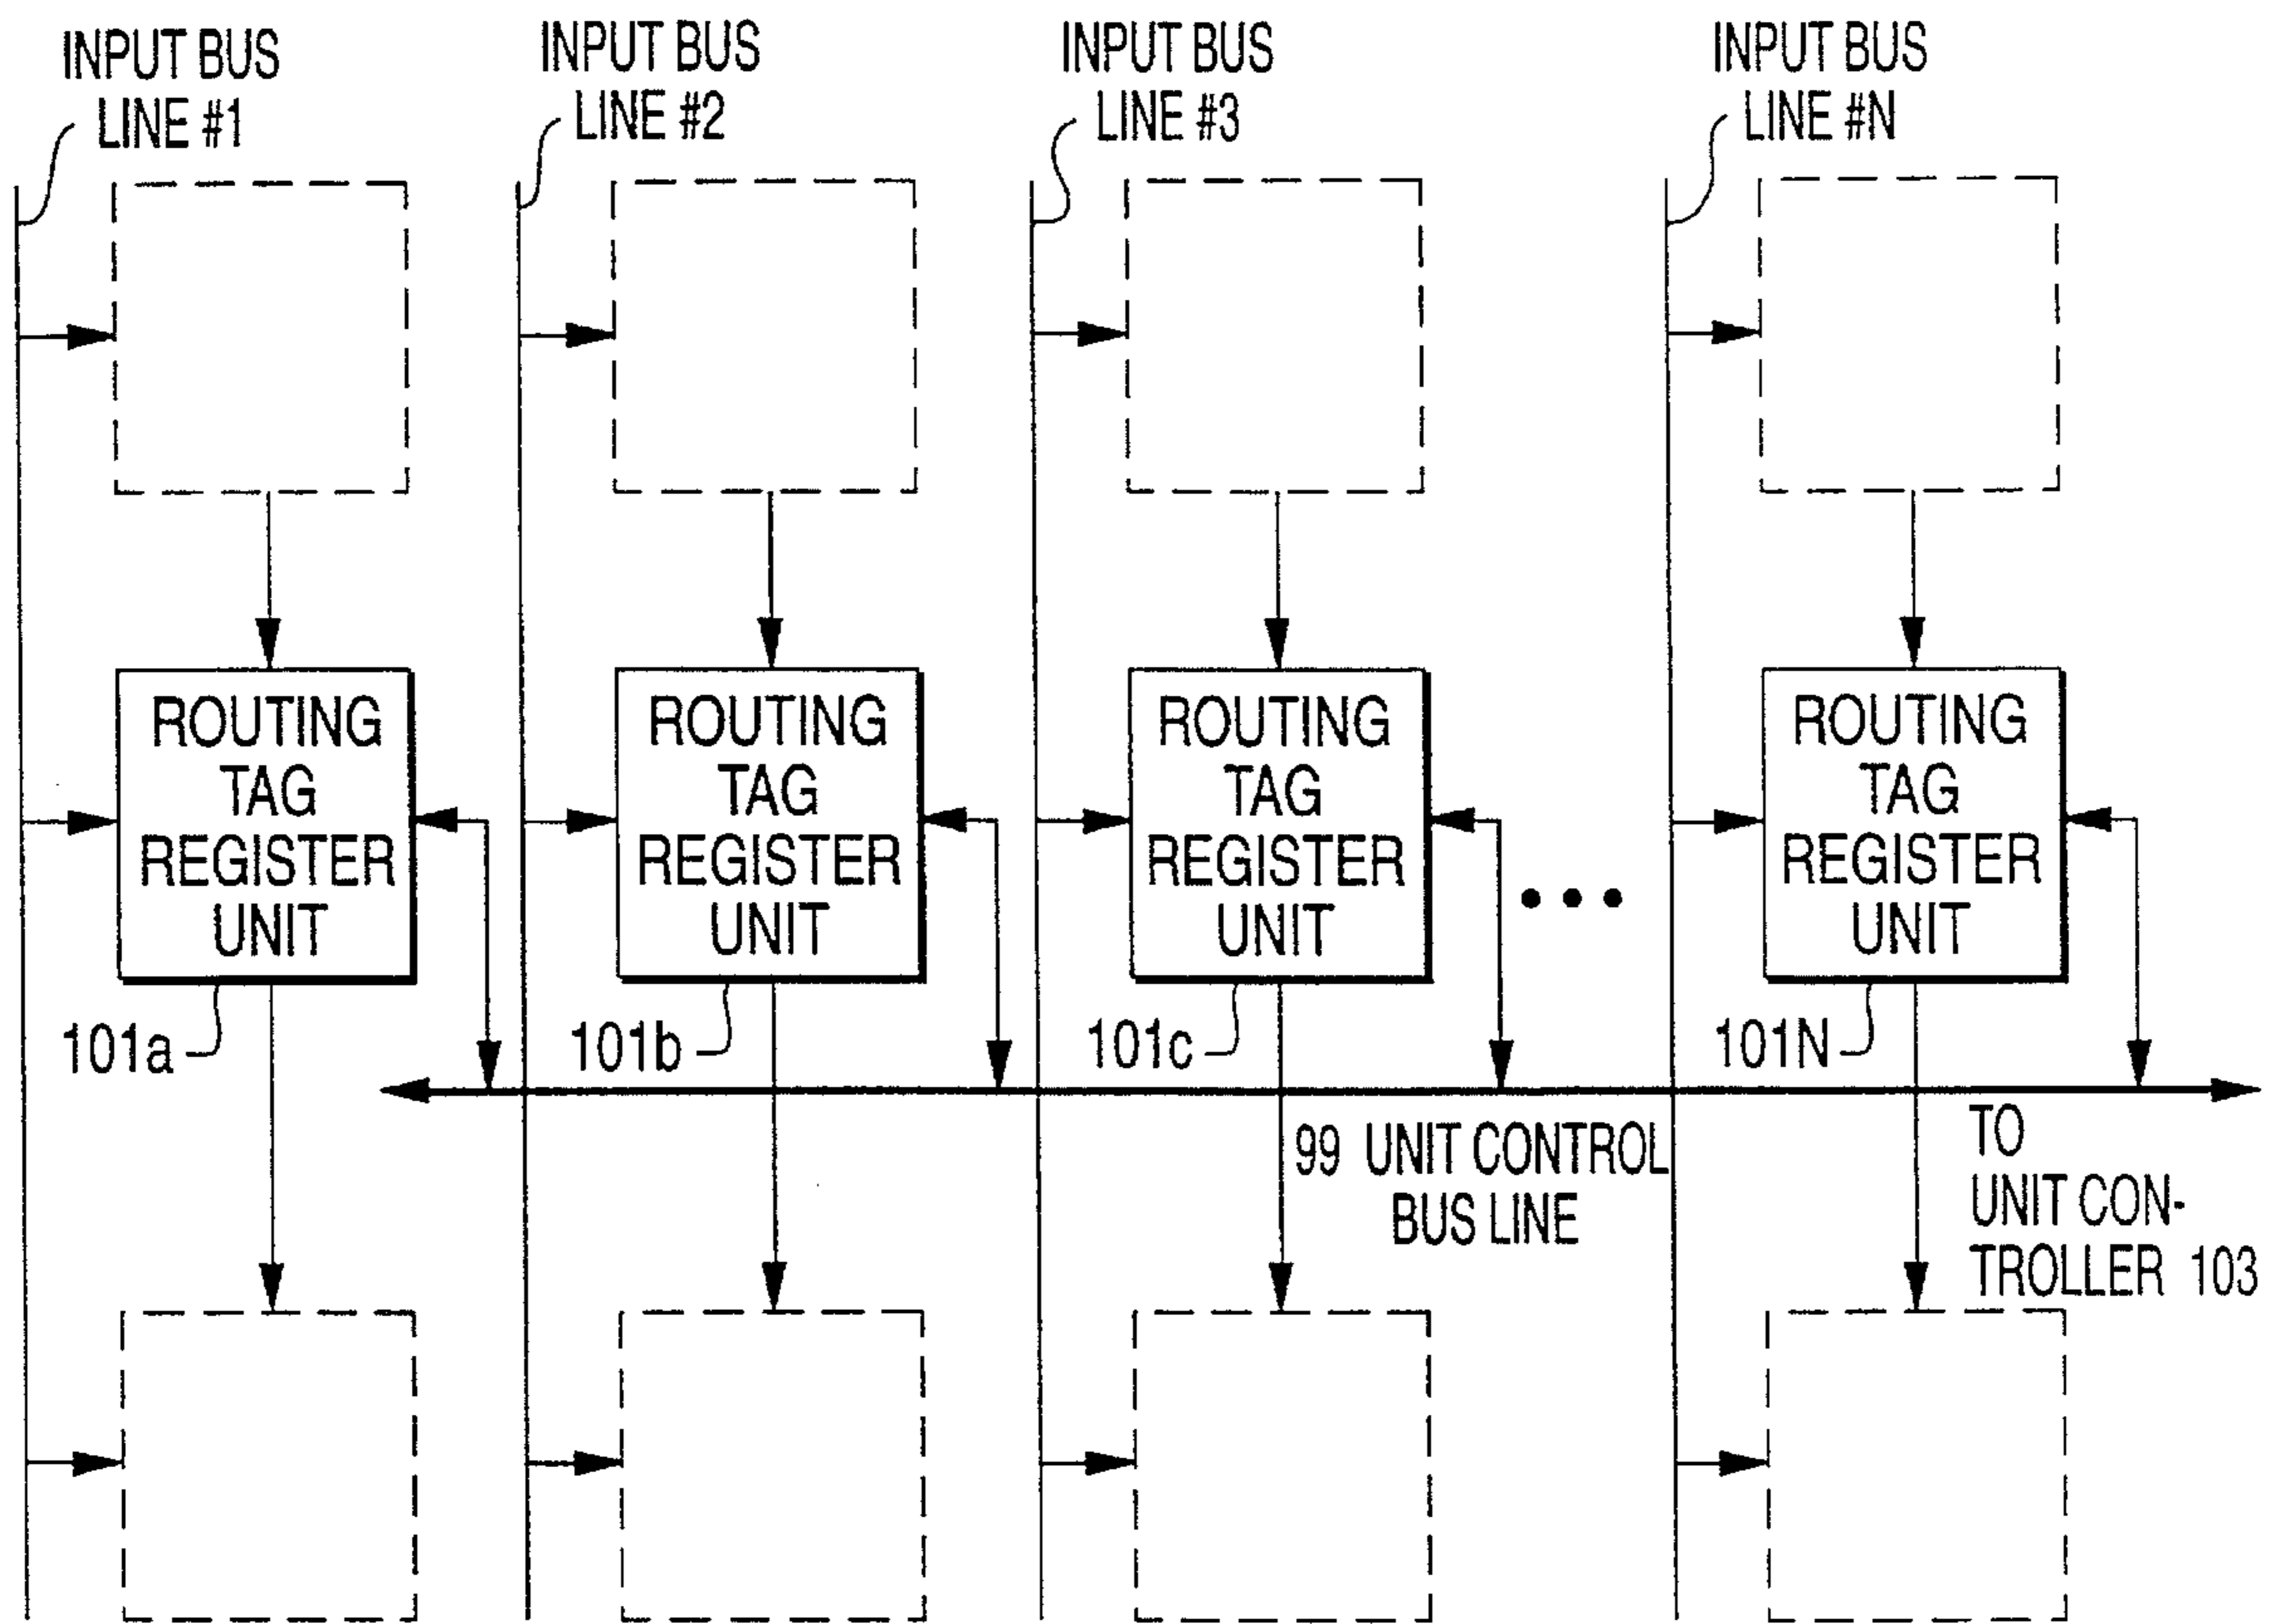 INPUT BUS
LINE #1
INPUT BUS
LINE #2
INPUT BUS
LINE #3
INPUT BUS
LINE #N
ROUTING
TAG
REGISTER
UNIT
101a
ROUTING
TAG
REGISTER
UNIT
101b
ROUTING
TAG
REGISTER
UNIT
101c
ROUTING
TAG
REGISTER
UNIT
101N
99 UNIT CONTROL
BUS LINE
TO
UNIT CON-
TROLLER 103